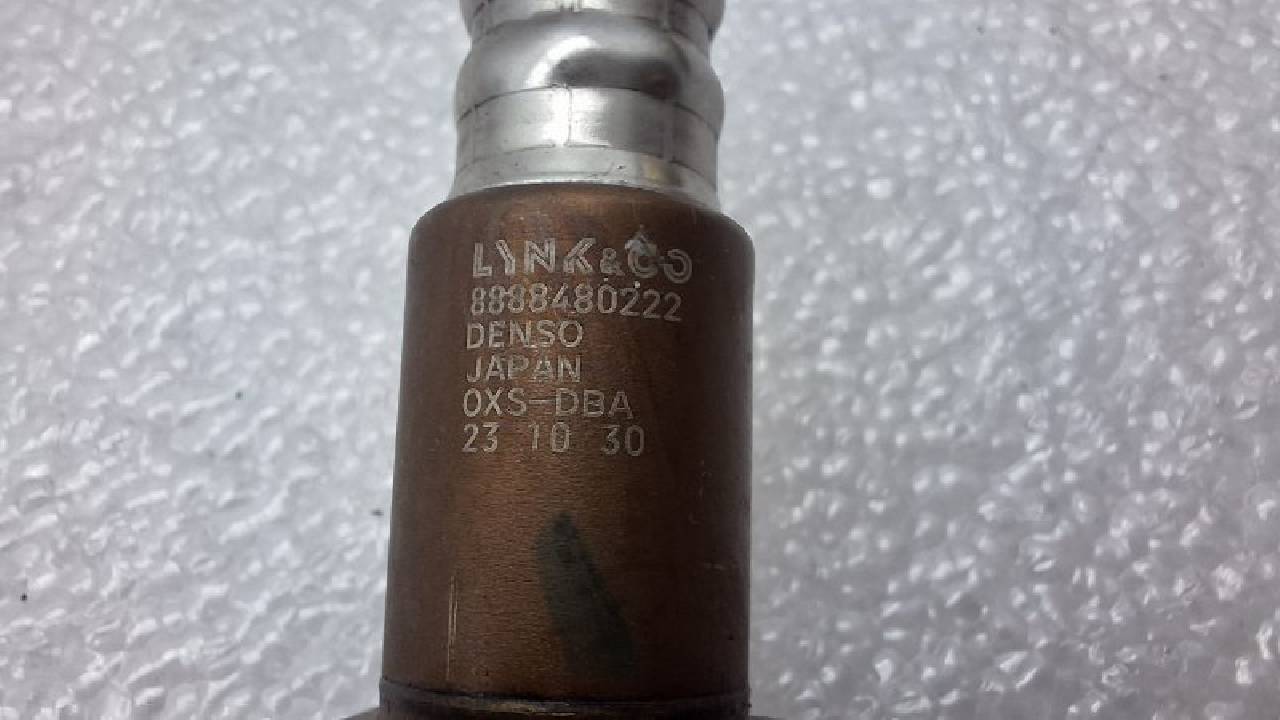 LYNK&CO
8888480222
DENSO
JAPAN
OXS-DBA
23 10 30